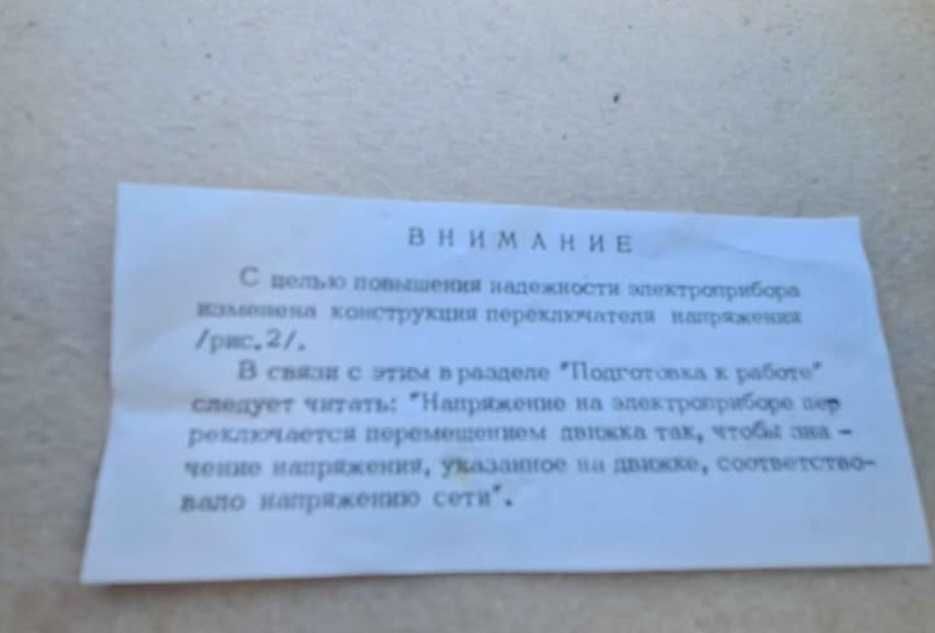 ВНИМАНИЕ
С целью повышения надежности электроприбора
изменена конструкция переключателя напряжения
/рис.2/.
В связи с этим в разделе "Подготовка к работе"
следует читать: "Напряжение на электроприборе пер
реключается перемещением движка так, чтобы зна -
чение напряжения, указанное на движке, соответство-
вало напряжению сети".